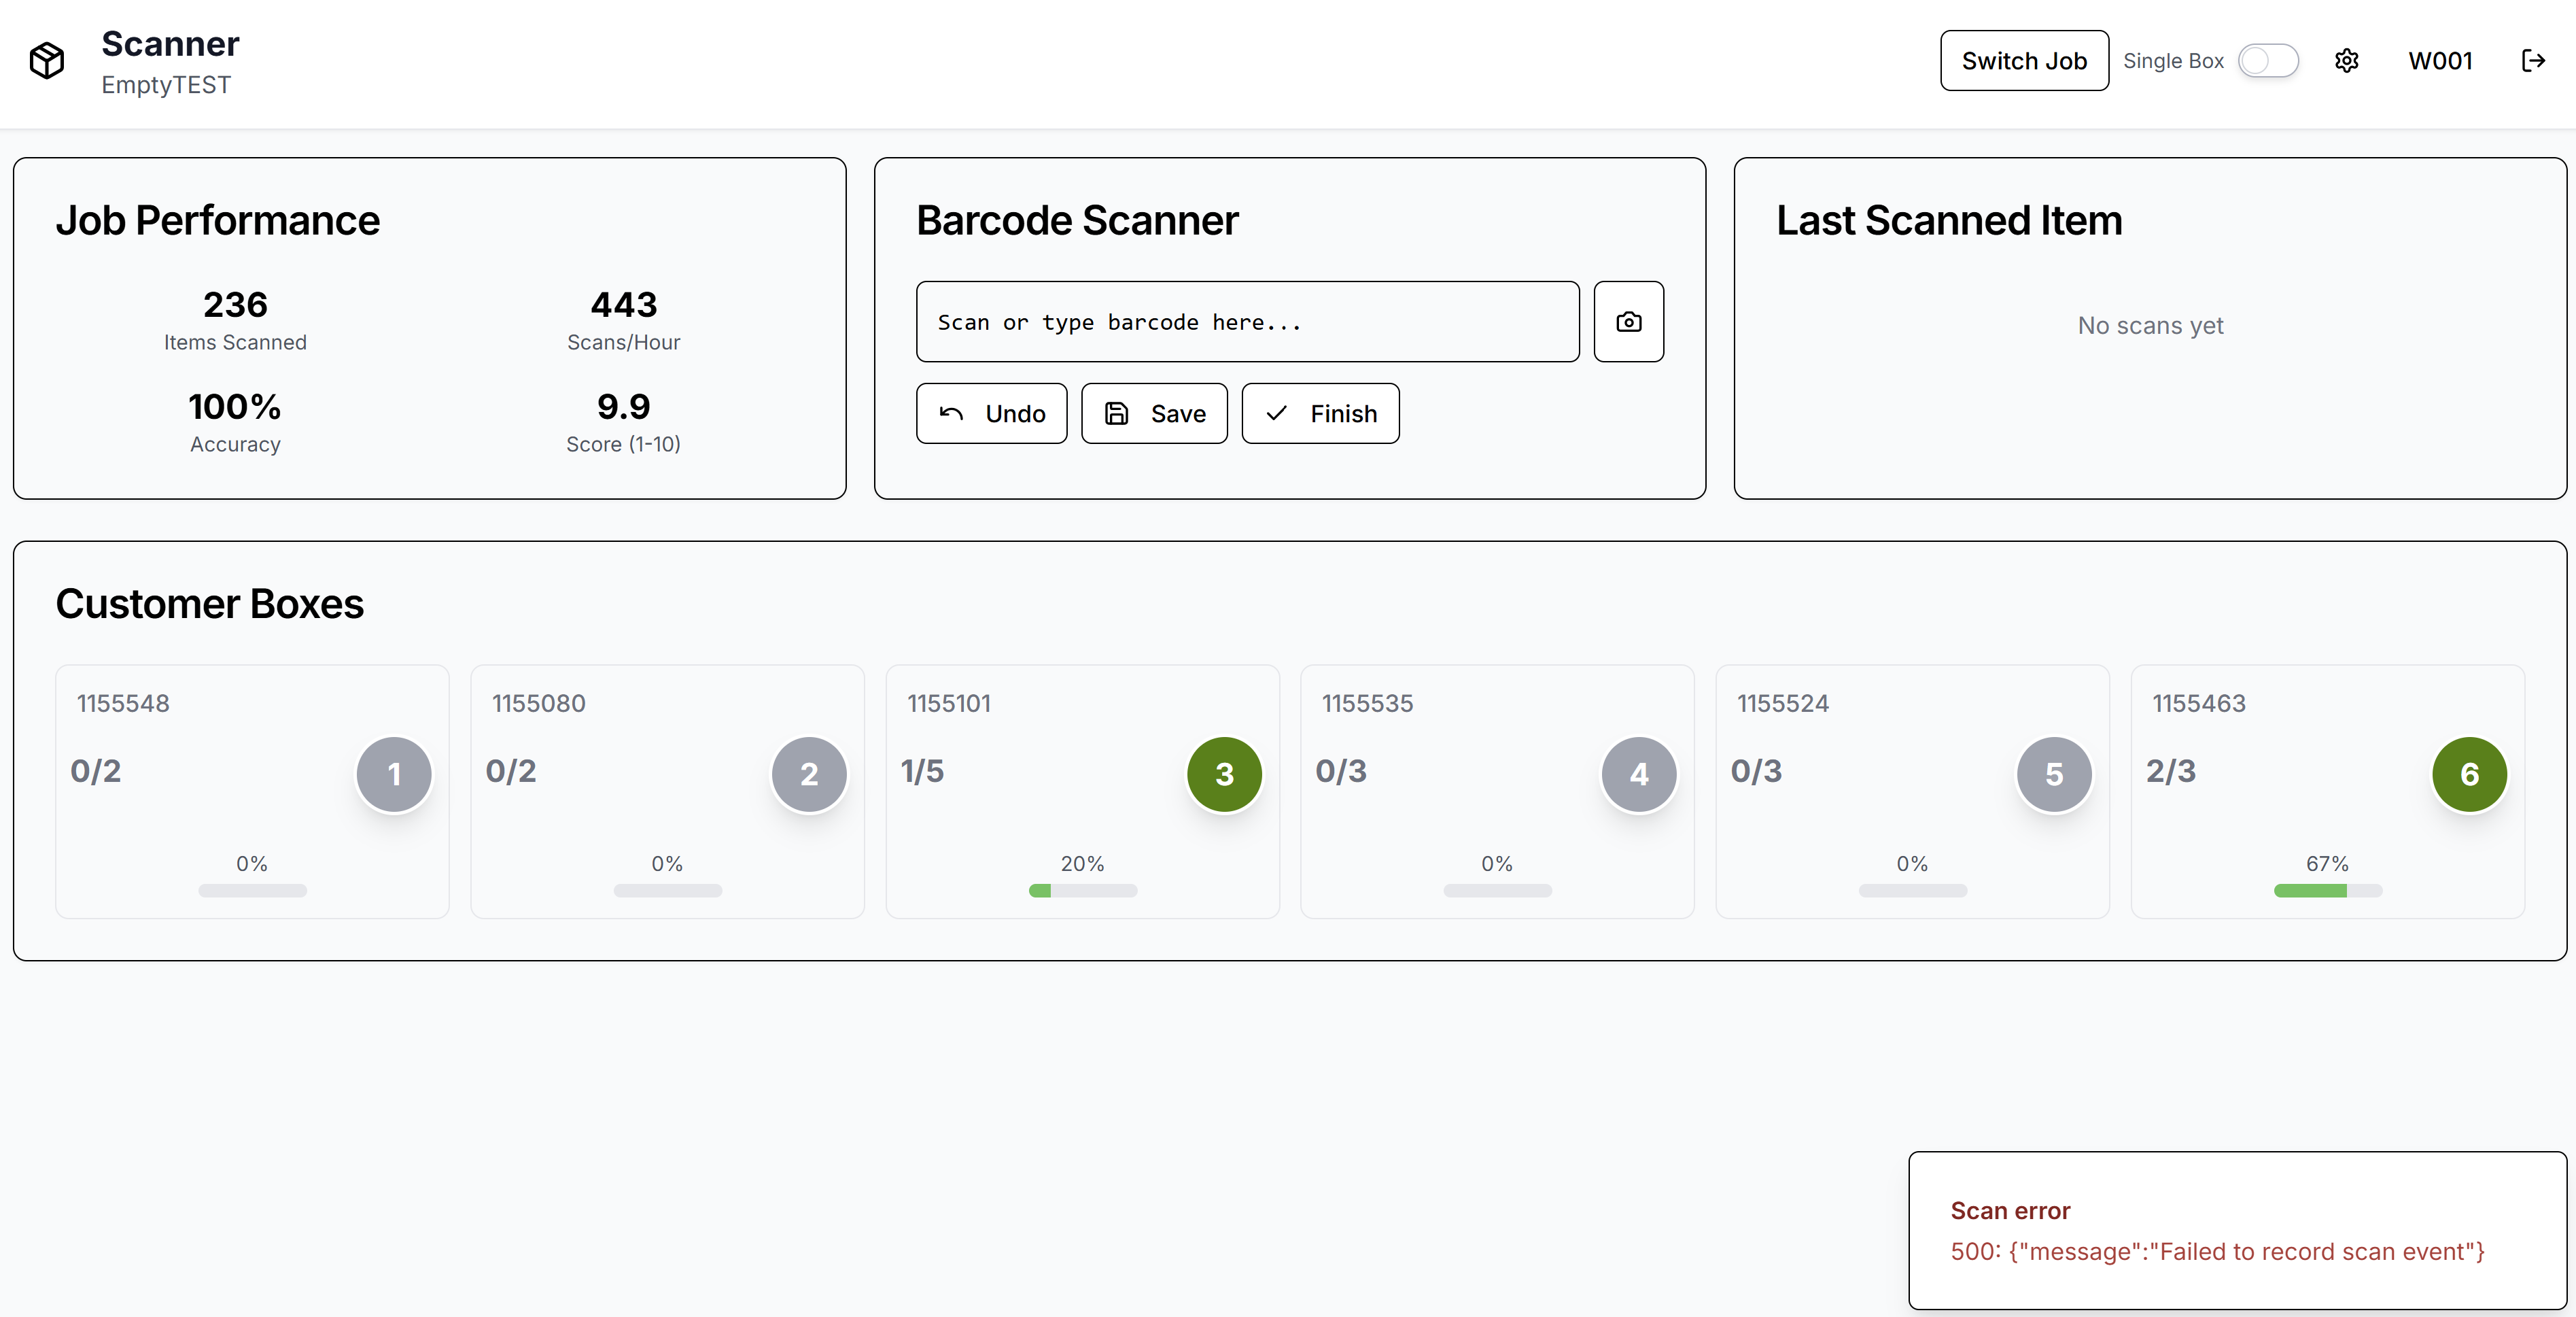 Scanner
EmptyTEST
Switch Job
Single Box
W001
Job Performance
236
Items Scanned
443
Scans/Hour
100%
Accuracy
9.9
Score (1-10)
Barcode Scanner
Scan or type barcode here...
Undo
Save
Finish
Last Scanned Item
No scans yet
Customer Boxes
1155548
0/2
1
0%
1155080
0/2
2
0%
1155101
1/5
3
20%
1155535
0/3
4
0%
1155524
0/3
5
0%
1155463
2/3
6
67%
Scan error
500: {"message":"Failed to record scan event"}